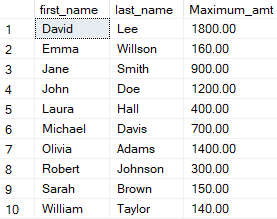 first_name last_name Maximum_amt
1 David Lee 1800.00
2 Emma Willson 160.00
3 Jane Smith 900.00
4 John Doe 1200.00
5 Laura Hall 400.00
6 Michael Davis 700.00
7 Olivia Adams 1400.00
8 Robert Johnson 300.00
9 Sarah Brown 150.00
10 William Taylor 140.00